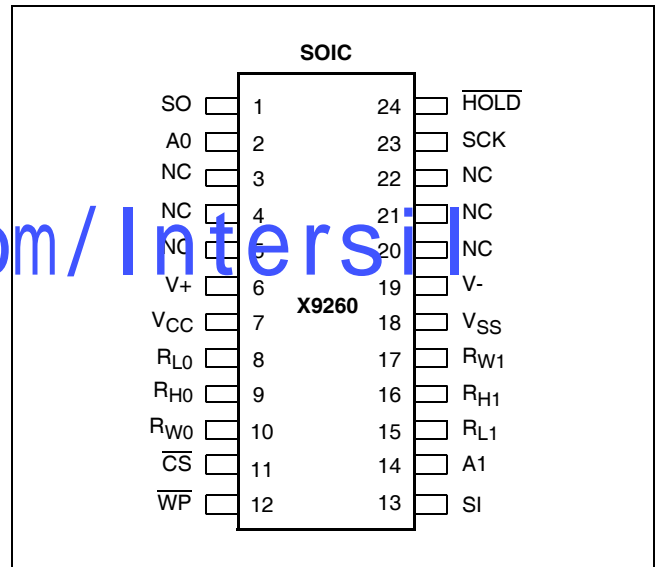 SOIC
SO 1 24 HOLD
A0 2 23 SCK
NC 3 22 NC
NC 4 21 NC
om/Intersil
NC 5 20 NC
V+ 6 19 V-
X9260
VCC 7 18 VSS
RL0 8 17 RW1
RH0 9 16 RH1
RW0 10 15 RL1
CS 11 14 A1
WP 12 13 SI